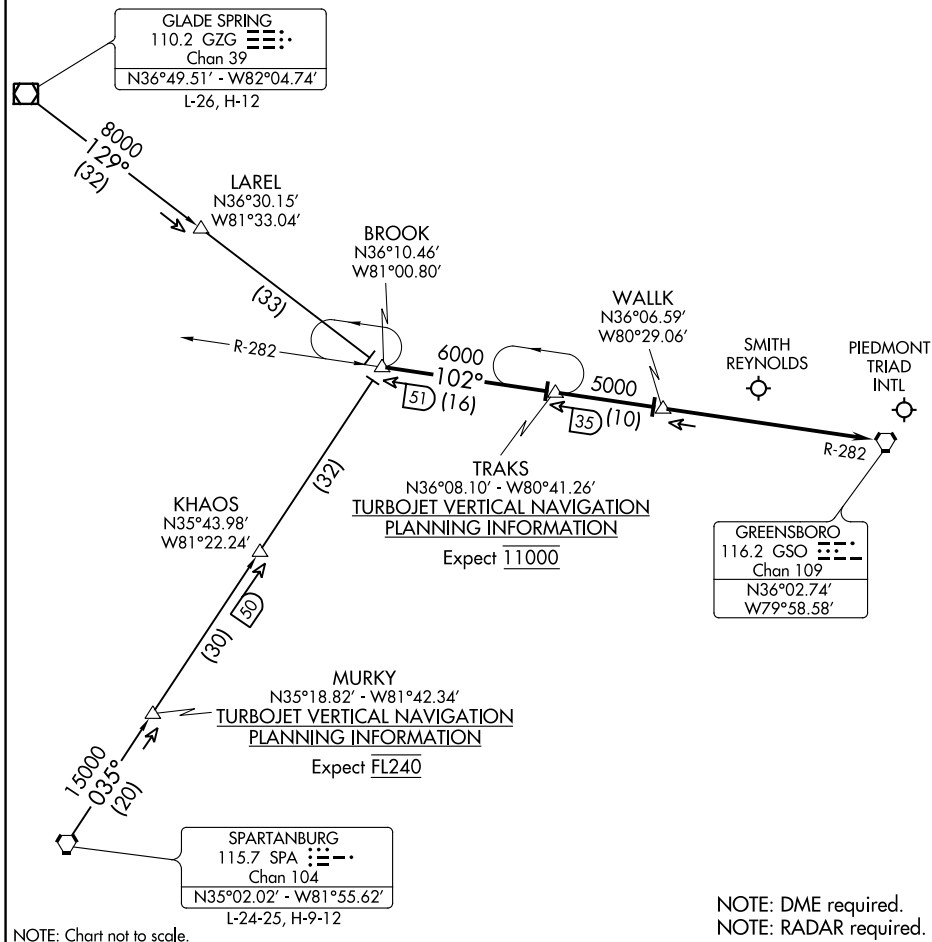 GLADE SPRING
110.2 GZG
Chan 39
N36°49.51' - W82°04.74'
L-26, H-12
8000
129°
(32)
LAREL
N36°30.15'
W81°33.04'
BROOK
N36°10.46'
W81°00.80'
(33)
WALLK
N36°06.59'
W80°29.06'
SMITH
REYNOLDS
PIEDMONT
TRIAD
INTL
R-282
6000
102°
51
(16)
5000
35
(10)
R-282
TRAKS
N36°08.10' - W80°41.26'
TURBOJET VERTICAL NAVIGATION
PLANNING INFORMATION
Expect 11000
(32)
KHAOS
N35°43.98'
W81°22.24'
GREENSBORO
116.2 GSO
Chan 109
N36°02.74'
W79°58.58'
50
(30)
MURKY
N35°18.82' - W81°42.34'
TURBOJET VERTICAL NAVIGATION
PLANNING INFORMATION
Expect FL240
15000
035°
(20)
SPARTANBURG
115.7 SPA
Chan 104
N35°02.02' - W81°55.62'
L-24-25, H-9-12
NOTE: DME required.
NOTE: RADAR required.
NOTE: Chart not to scale.